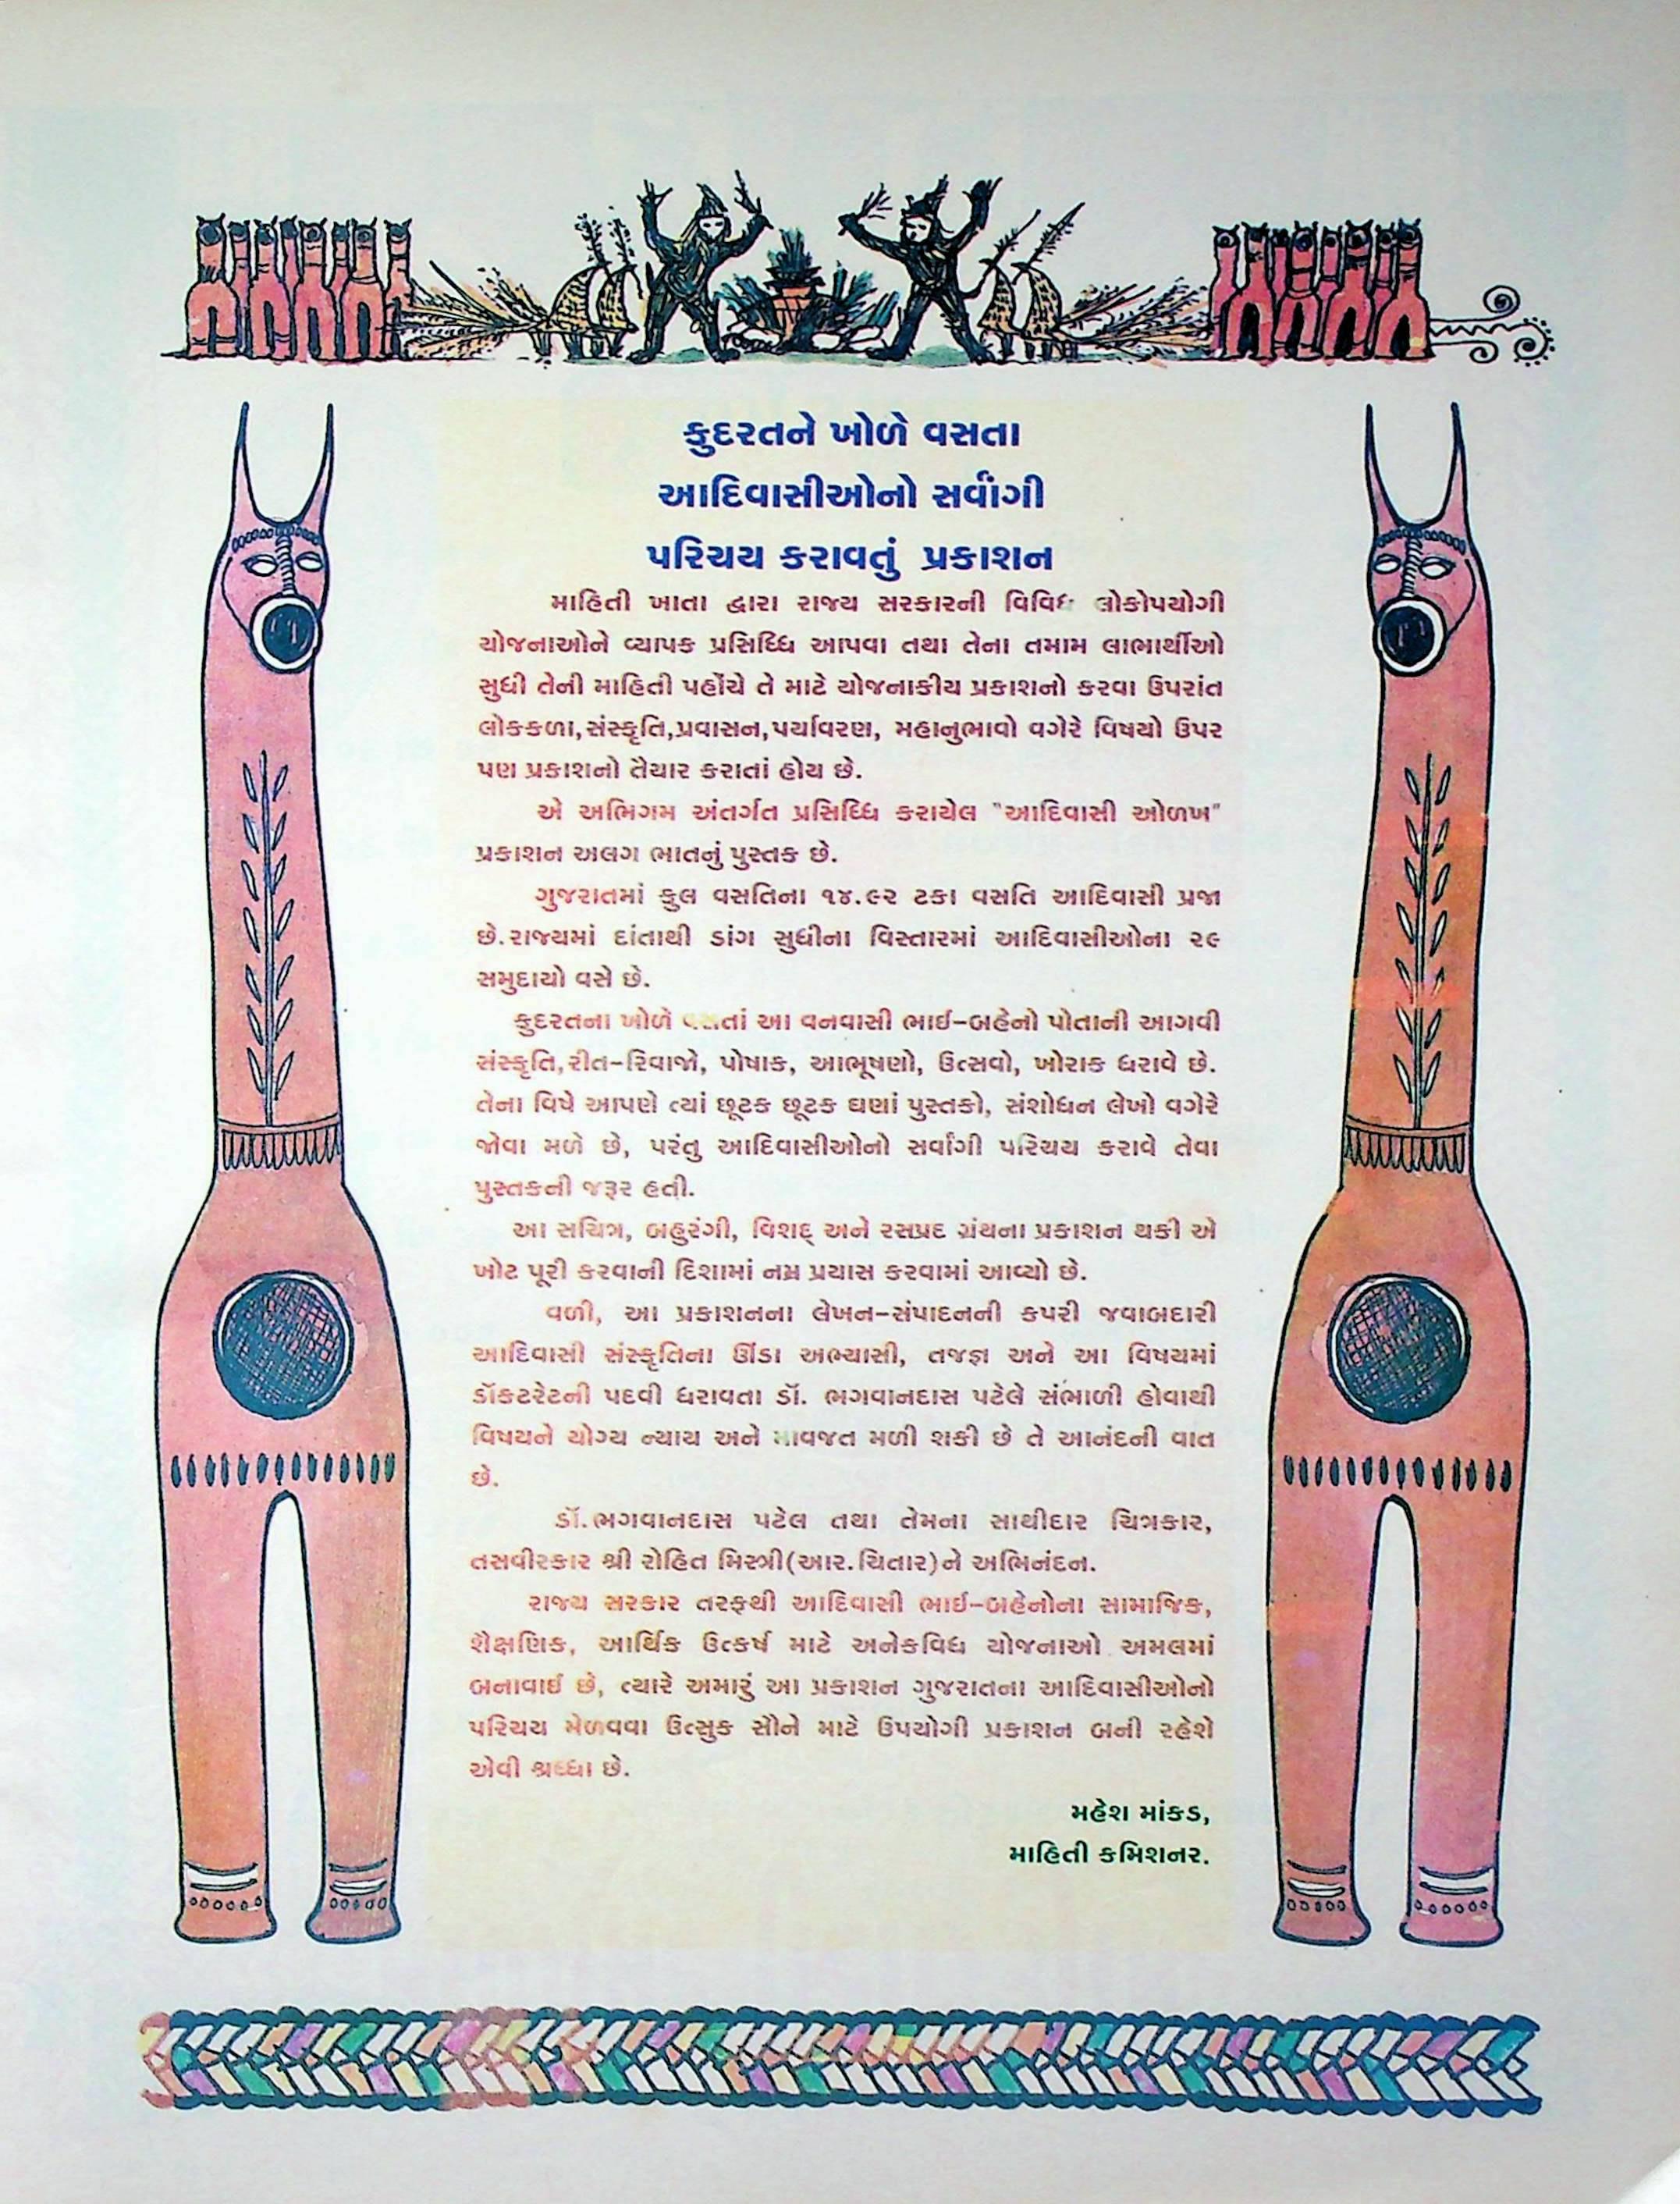 કુદરતને ખોળે વસતા
આદિવાસીઓનો સર્વાંગી
પરિચય કરાવતું પ્રકાશન
માહિતી ખાતા દ્વારા રાજ્ય સરકારની વિવિધ લોકોપયોગી
યોજનાઓને વ્યાપક પ્રસિધ્ધિ આપવા તથા તેના તમામ લાભાર્થીઓ
સુધી તેની માહિતી પહોંચે તે માટે યોજનાકીય પ્રકાશનો કરવા ઉપરાંત
લોકકળા,સંસ્કૃતિ,પ્રવાસન,પર્યાવરણ, મહાનુભાવો વગેરે વિષયો ઉપર
પણ પ્રકાશનો તૈયાર કરાતાં હોય છે.
એ અભિગમ અંતર્ગત પ્રસિધ્ધિ કરાયેલ "આદિવાસી ઓળખ"
પ્રકાશન અલગ ભાતનું પુસ્તક છે.
ગુજરાતમાં કુલ વસતિના ૧૪.૯૨ ટકા વસતિ આદિવાસી પ્રજા
છે.રાજ્યમાં દાંતાથી ડાંગ સુધીના વિસ્તારમાં આદિવાસીઓના ૨૯
સમુદાયો વસે છે.
કુદરતના ખોળે વસતાં આ વનવાસી ભાઈ-બહેનો પોતાની આગવી
સંસ્કૃતિ,રીત-રિવાજો, પોષાક, આભૂષણો, ઉત્સવો, ખોરાક ધરાવે છે.
તેના વિષે આપણે ત્યાં છૂટક છૂટક ઘણાં પુસ્તકો, સંશોધન લેખો વગેરે
જોવા મળે છે, પરંતુ આદિવાસીઓનો સર્વાંગી પરિચય કરાવે તેવા
પુસ્તકની જરૂર હતી.
આ સચિત્ર, બહુરંગી, વિશદ્ અને રસપ્રદ ગ્રંથના પ્રકાશન થકી એ
ખોટ પૂરી કરવાની દિશામાં નમ્ર પ્રયાસ કરવામાં આવ્યો છે.
વળી, આ પ્રકાશનના લેખન-સંપાદનની કપરી જવાબદારી
આદિવાસી સંસ્કૃતિના ઊંડા અભ્યાસી, તજજ્ઞ અને આ વિષયમાં
ડૉકટરેટની પદવી ધરાવતા ડૉ. ભગવાનદાસ પટેલે સંભાળી હોવાથી
વિષયને યોગ્ય ન્યાય અને માવજત મળી શકી છે તે આનંદની વાત
છે.
ડૉ.ભગવાનદાસ પટેલ તથા તેમના સાથીદાર ચિત્રકાર,
તસવીરકાર શ્રી રોહિત મિસ્ત્રી(આર.ચિતાર)ને અભિનંદન.
રાજ્ય સરકાર તરફથી આદિવાસી ભાઈ-બહેનોના સામાજિક,
શૈક્ષણિક, આર્થિક ઉત્કર્ષ માટે અનેકવિધ યોજનાઓ અમલમાં
બનાવાઈ છે, ત્યારે અમારું આ પ્રકાશન ગુજરાતના આદિવાસીઓનો
પરિચય મેળવવા ઉત્સુક સૌને માટે ઉપયોગી પ્રકાશન બની રહેશે
એવી શ્રધ્ધા છે.
મહેશ માંકડ,
માહિતી કમિશનર.